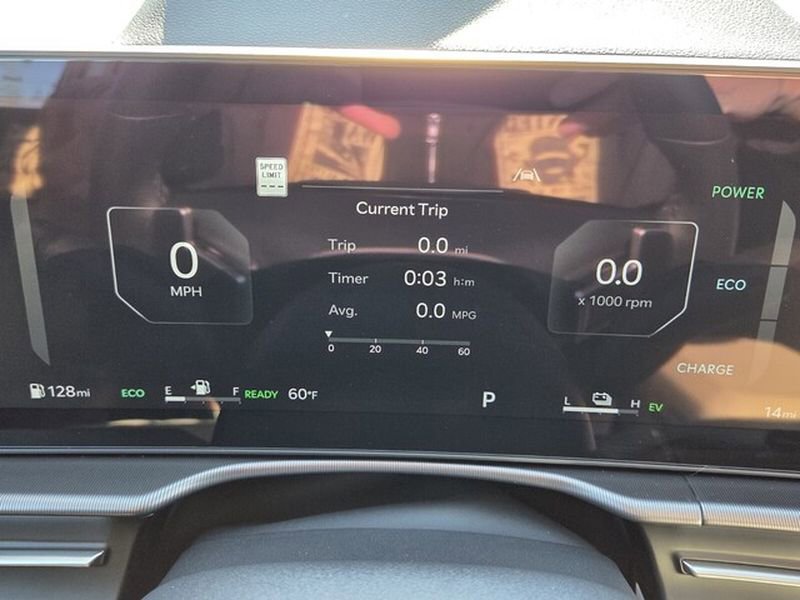 SPEED
LIMIT
---
POWER
Current Trip
0
MPH
Trip 0.0 mi
Timer 0:03 h:m
Avg. 0.0 MPG
0 20 40 60
0.0
x 1000 rpm
ECO
CHARGE
128mi ECO E F READY 60°F P L H EV
14mi